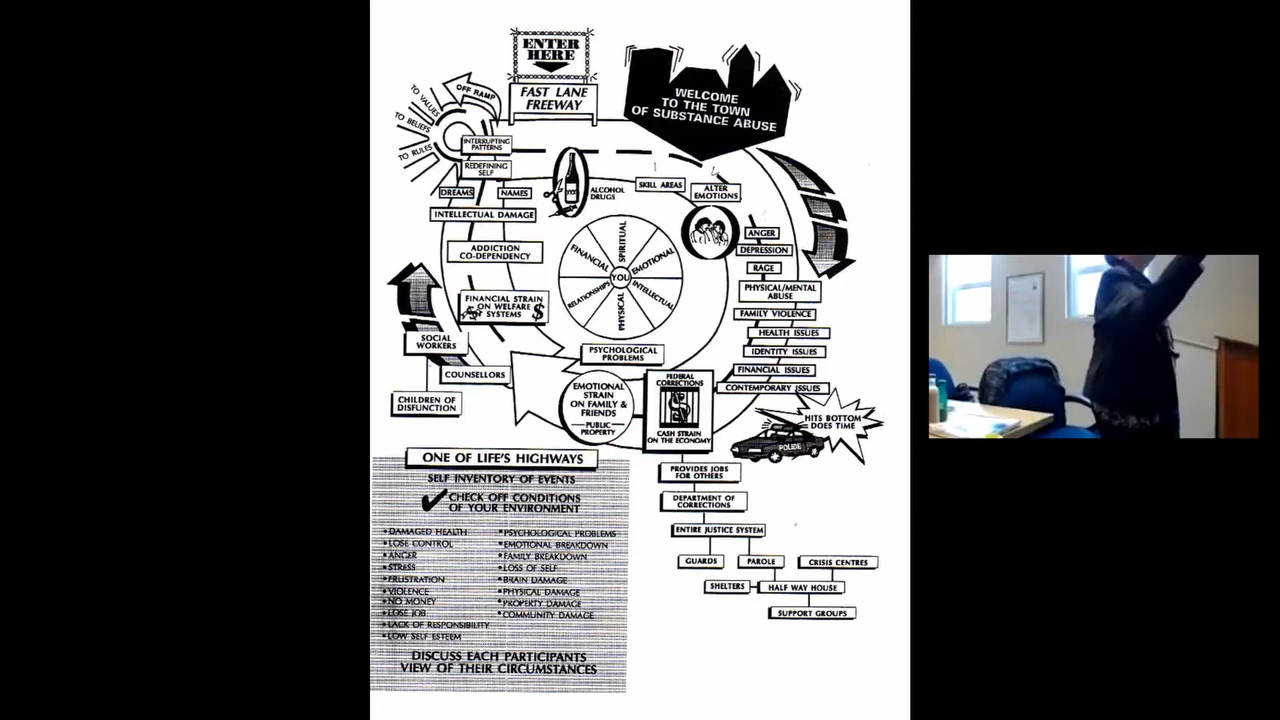 ENTER
HERE
FAST LANE
FREEWAY
WELCOME
TO THE TOWN
OF SUBSTANCE ABUSE
OFF RAMP
TO VALUES
TO BELIEFS
TO RULES
INTERRUPTING
PATTERNS
REDEFINING
SELF
DREAMS
NAMES
INTELLECTUAL DAMAGE
ADDICTION
CO-DEPENDENCY
FINANCIAL STRAIN
ON WELFARE
SYSTEMS
$ $
SOCIAL
WORKERS
COUNSELLORS
CHILDREN OF
DISFUNCTION
ALCOHOL
DRUGS
SKILL AREAS
ALTER
EMOTIONS
SPIRITUAL
EMOTIONAL
INTELLECTUAL
PHYSICAL
RELATIONSHIPS
FINANCIAL
YOU
ANGER
DEPRESSION
RAGE
PHYSICAL/MENTAL
ABUSE
FAMILY VIOLENCE
HEALTH ISSUES
IDENTITY ISSUES
FINANCIAL ISSUES
CONTEMPORARY ISSUES
HITS BOTTOM
DOES TIME
POLICE
PSYCHOLOGICAL
PROBLEMS
EMOTIONAL
STRAIN
ON FAMILY &
FRIENDS
PUBLIC
PROPERTY
FEDERAL
CORRECTIONS
$
CASH STRAIN
ON THE ECONOMY
PROVIDES JOBS
FOR OTHERS
DEPARTMENT OF
CORRECTIONS
ENTIRE JUSTICE SYSTEM
GUARDS
PAROLE
CRISIS CENTRES
SHELTERS
HALF WAY HOUSE
SUPPORT GROUPS
ONE OF LIFE'S HIGHWAYS
SELF INVENTORY OF EVENTS
✓ CHECK OFF CONDITIONS
OF YOUR ENVIRONMENT
• DAMAGED HEALTH
• LOSE CONTROL
• ANGER
• STRESS
• FRUSTRATION
• VIOLENCE
• NO MONEY
• LOSE JOB
• LACK OF RESPONSIBILITY
• LOW SELF ESTEEM
• PSYCHOLOGICAL PROBLEMS
• EMOTIONAL BREAKDOWN
• FAMILY BREAKDOWN
• LOSS OF SELF
• BRAIN DAMAGE
• PHYSICAL DAMAGE
• PROPERTY DAMAGE
• COMMUNITY DAMAGE
DISCUSS EACH PARTICIPANTS
VIEW OF THEIR CIRCUMSTANCES